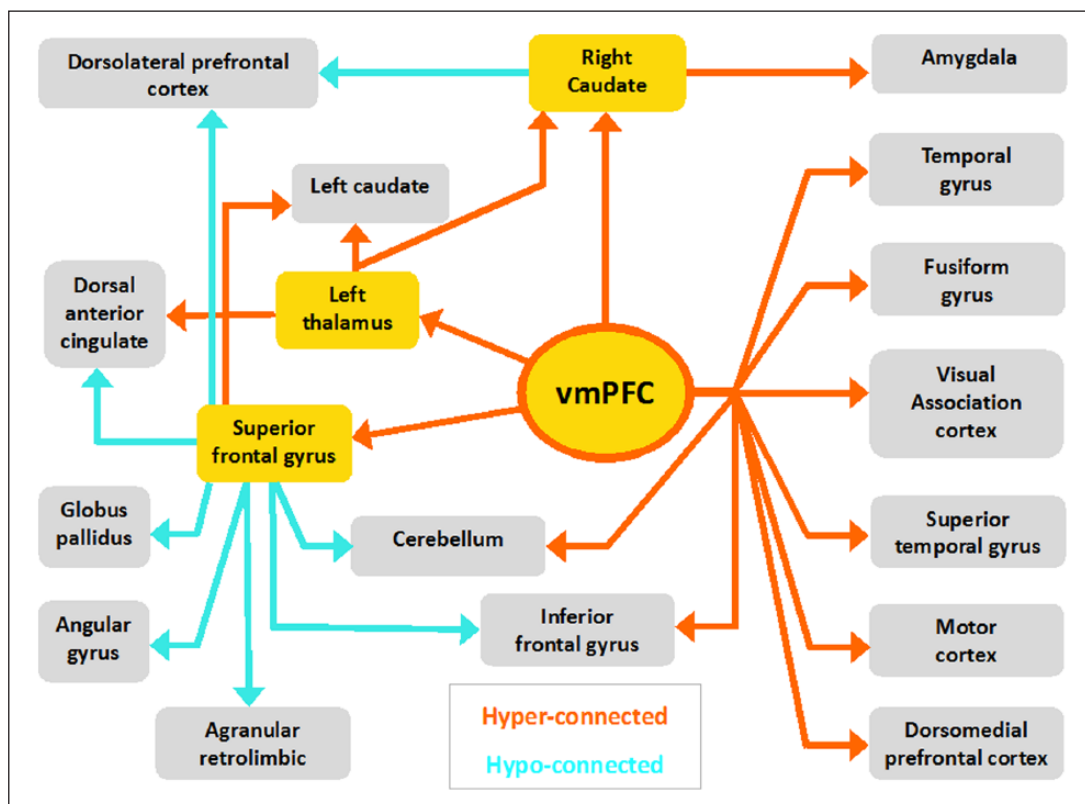 Dorsolateral prefrontal
cortex
Right
Caudate
Amygdala
Temporal
gyrus
Left caudate
Fusiform
gyrus
Dorsal
anterior
cingulate
Left
thalamus
vmPFC
Visual
Association
cortex
Superior
frontal gyrus
Globus
pallidus
Cerebellum
Superior
temporal gyrus
Angular
gyrus
Inferior
frontal gyrus
Motor
cortex
Agranular
retrolimbic
Hyper-connected
Hypo-connected
Dorsomedial
prefrontal cortex